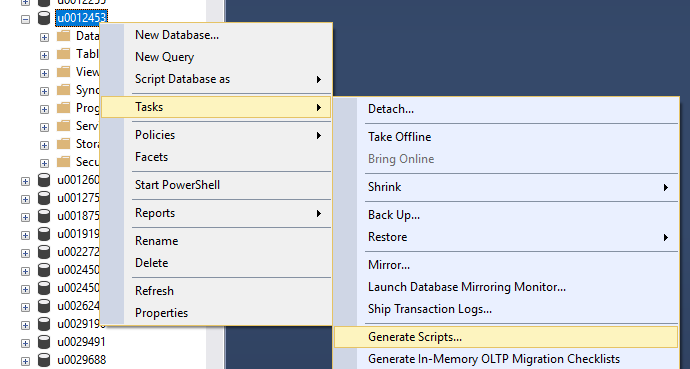 u0012453
Data
Tabl
View
Sync
Prog
Serv
Stora
Secu
u001260
u001275
u001875
u001919
u002272
u002450
u002450
u002624
u0029196
u0029491
u0029688
New Database...
New Query
Script Database as
Tasks
Policies
Facets
Start PowerShell
Reports
Rename
Delete
Refresh
Properties
Detach...
Take Offline
Bring Online
Shrink
Back Up...
Restore
Mirror...
Launch Database Mirroring Monitor...
Ship Transaction Logs...
Generate Scripts...
Generate In-Memory OLTP Migration Checklists